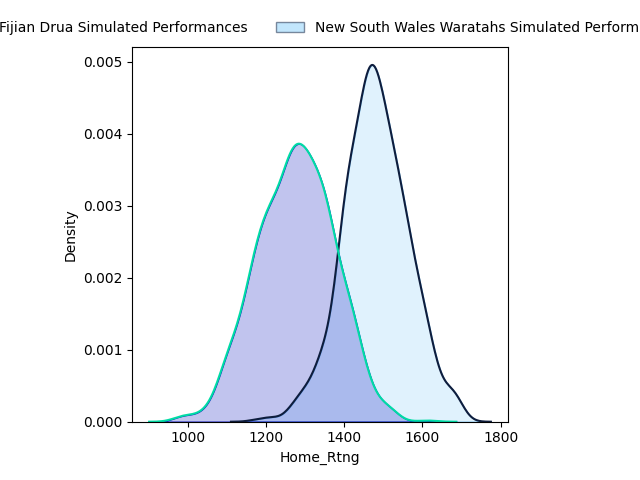 Fijian Drua Simulated Performances
New South Wales Waratahs Simulated Perform
0.005
0.004
0.003
0.002
0.001
0.000
Density
1000 1200 1400 1600 1800
Home_Rtng